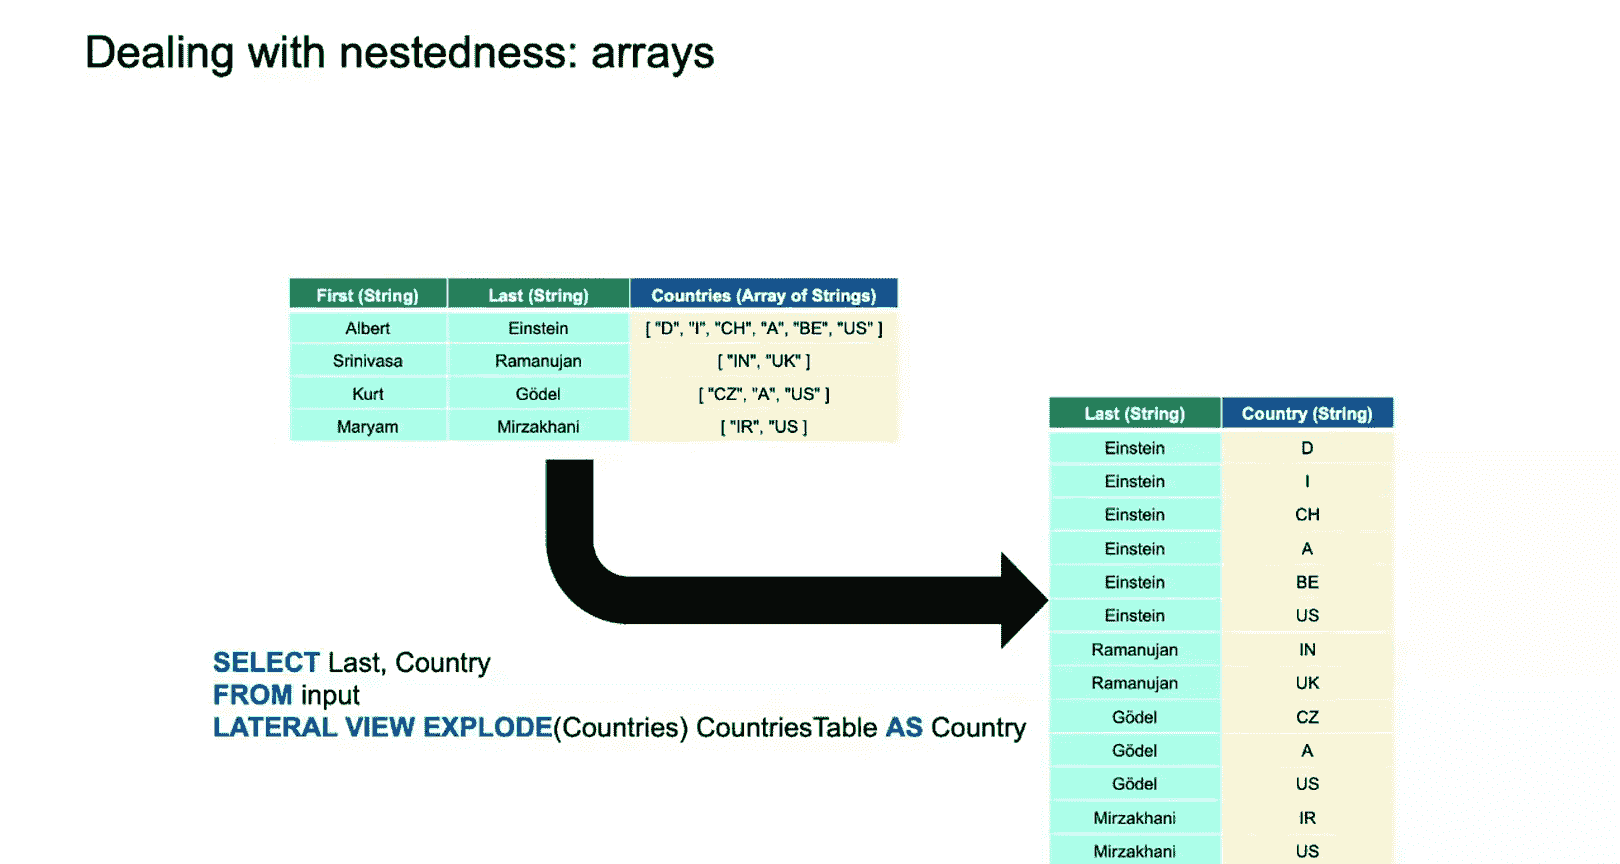 Dealing with nestedness: arrays
First (String) Last (String) Countries (Array of Strings)
Albert Einstein [ "D", "I", "CH", "A", "BE", "US" ]
Srinivasa Ramanujan [ "IN", "UK" ]
Kurt Gödel [ "CZ", "A", "US" ]
Maryam Mirzakhani [ "IR", "US ]
SELECT Last, Country
FROM input
LATERAL VIEW EXPLODE(Countries) CountriesTable AS Country
Last (String) Country (String)
Einstein D
Einstein I
Einstein CH
Einstein A
Einstein BE
Einstein US
Ramanujan IN
Ramanujan UK
Gödel CZ
Gödel A
Gödel US
Mirzakhani IR
Mirzakhani US